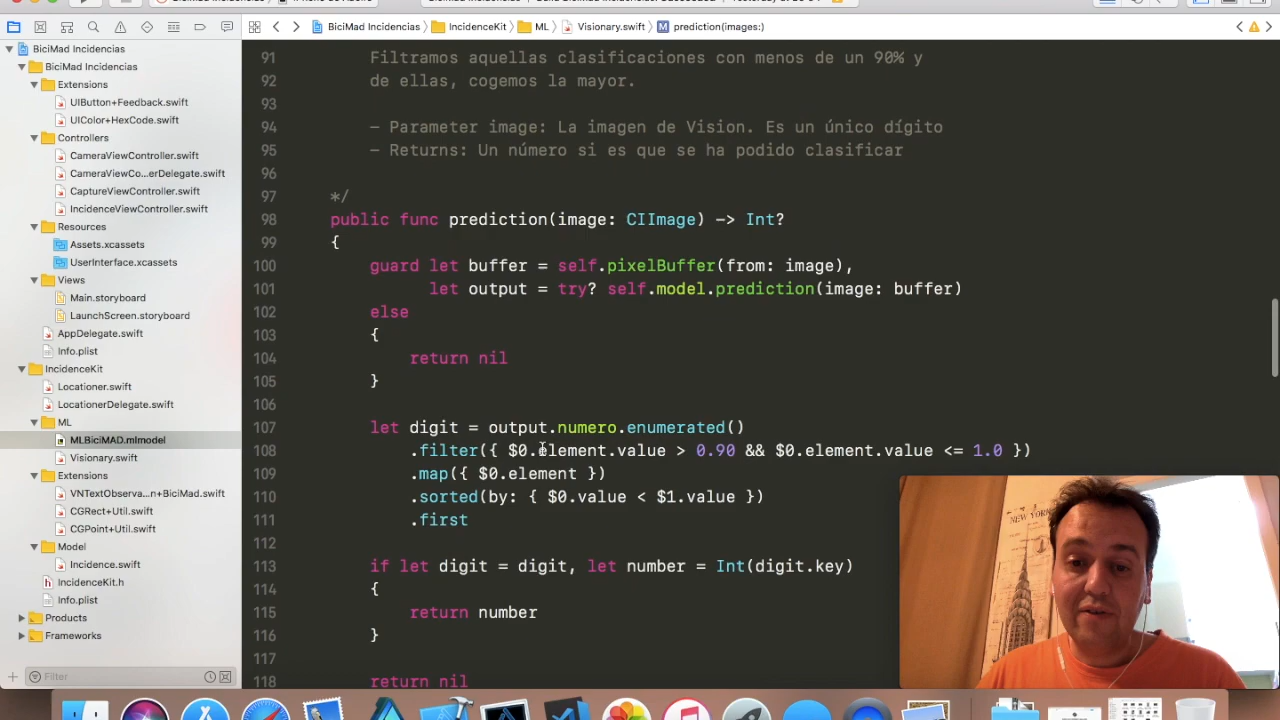 BiciMad Incidencias
IncidenceKit
ML
Visionary.swift
prediction(images:)
BiciMad Incidencias
BiciMad Incidencias
Extensions
UIButton+Feedback.swift
UIColor+HexCode.swift
Controllers
CameraViewController.swift
CameraViewCo...erDelegate.swift
CaptureViewController.swift
IncidenceViewController.swift
Resources
Assets.xcassets
UserInterface.xcassets
Views
Main.storyboard
LaunchScreen.storyboard
AppDelegate.swift
Info.plist
IncidenceKit
Locationer.swift
LocationerDelegate.swift
ML
MLBiciMAD.mlmodel
Visionary.swift
Extensions
VNTextObserva...n+BiciMad.swift
CGRect+Util.swift
CGPoint+Util.swift
Model
Incidence.swift
IncidenceKit.h
Info.plist
Products
Frameworks
Filter
91 Filtramos aquellas clasificaciones con menos de un 90% y
92 de ellas, cogemos la mayor.
93
94 - Parameter image: La imagen de Vision. Es un único dígito
95 - Returns: Un número si es que se ha podido clasificar
96
97 */
98 public func prediction(image: CIImage) -> Int?
99 {
100 guard let buffer = self.pixelBuffer(from: image),
101 let output = try? self.model.prediction(image: buffer)
102 else
103 {
104 return nil
105 }
106
107 let digit = output.numero.enumerated()
108 .filter({ $0.element.value > 0.90 && $0.element.value <= 1.0 })
109 .map({ $0.element })
110 .sorted(by: { $0.value < $1.value })
111 .first
112
113 if let digit = digit, let number = Int(digit.key)
114 {
115 return number
116 }
117
118 return nil
NEW YORK